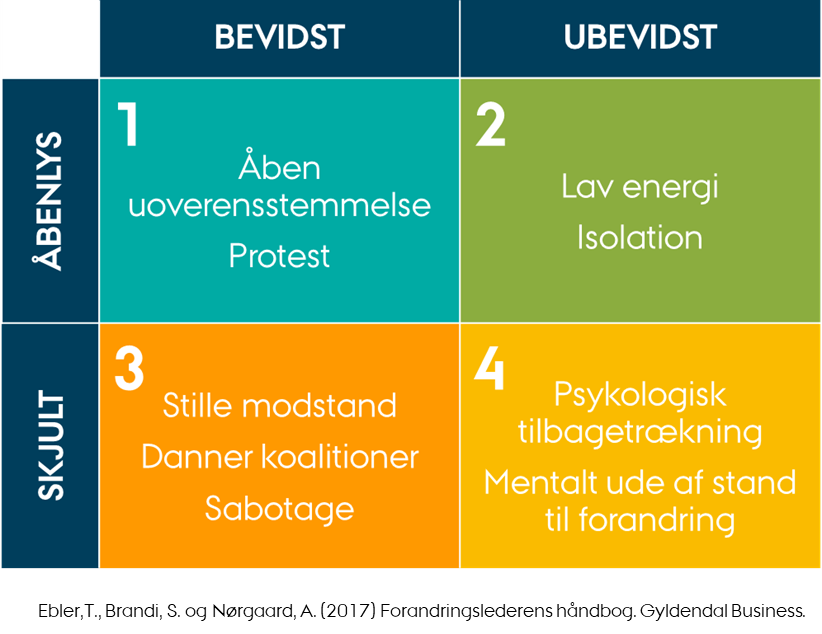 BEVIDST
UBEVIDST
ÅBENLYS
1
Åben
uoverensstemmelse
Protest
2
Lav energi
Isolation
SKJULT
3
Stille modstand
Danner koalitioner
Sabotage
4
Psykologisk
tilbagetrækning
Mentalt ude af stand
til forandring
Ebler,T., Brandi, S. og Nørgaard, A. (2017) Forandringslederens håndbog. Gyldendal Business.